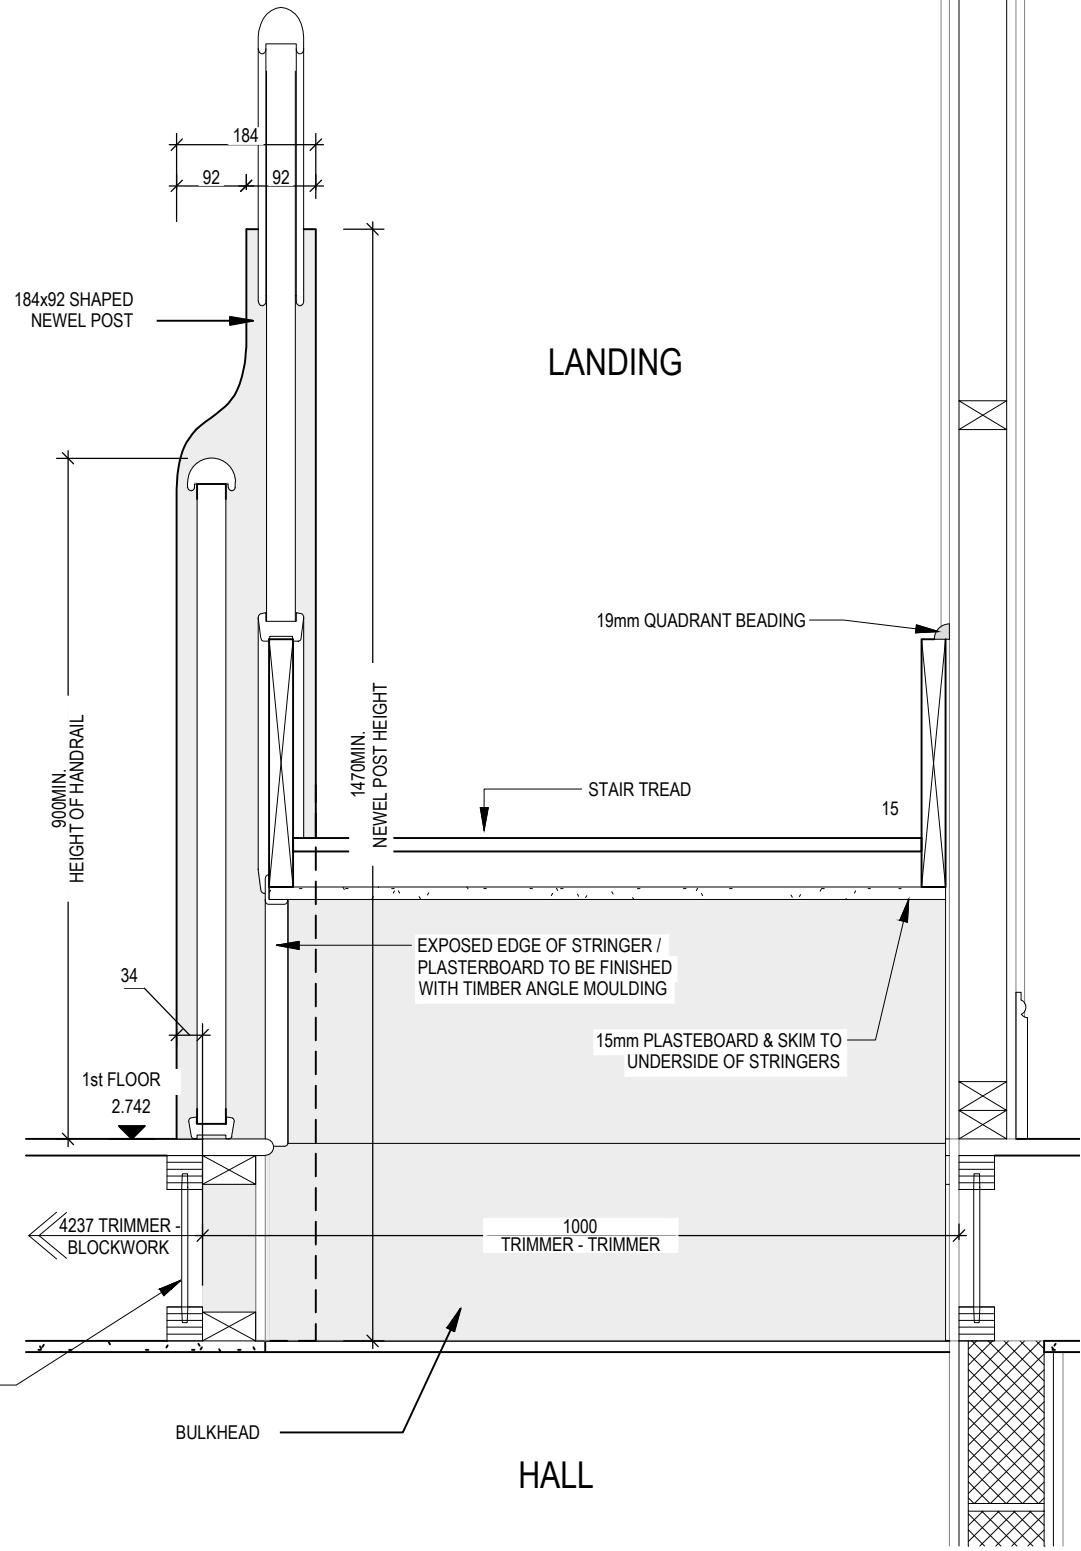 184
92
92
184x92 SHAPED
NEWEL POST
LANDING
19mm QUADRANT BEADING
900MIN.
HEIGHT OF HANDRAIL
1470MIN.
NEWEL POST HEIGHT
STAIR TREAD
15
EXPOSED EDGE OF STRINGER /
PLASTERBOARD TO BE FINISHED
WITH TIMBER ANGLE MOULDING
34
15mm PLASTEBOARD & SKIM TO
UNDERSIDE OF STRINGERS
1st FLOOR
2.742
4237 TRIMMER -
BLOCKWORK
1000
TRIMMER - TRIMMER
BULKHEAD
HALL